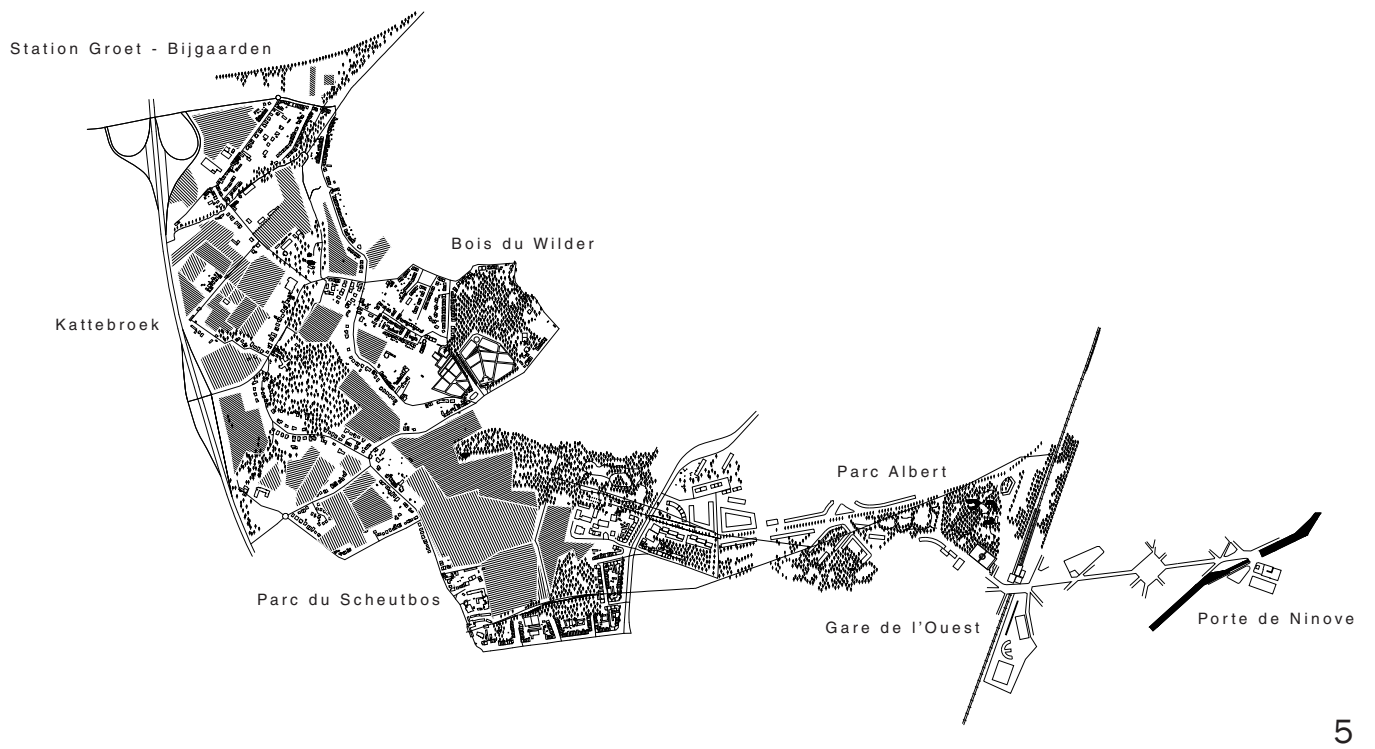 Station Groet - Bijgaarden
Bois du Wilder
Kattebroek
Parc Albert
Parc du Scheutbos
Gare de l'Ouest
Porte de Ninove
5